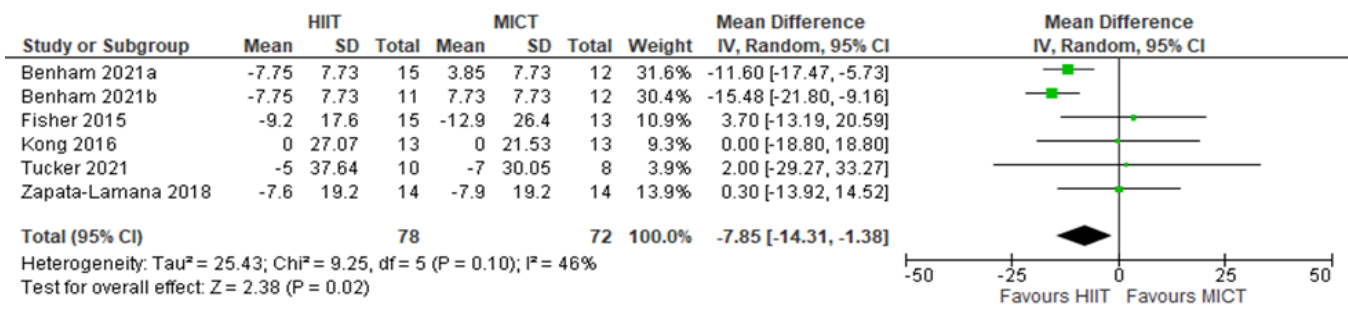 HIIT MICT Mean Difference Mean Difference
Study or Subgroup Mean SD Total Mean SD Total Weight IV, Random, 95% CI IV, Random, 95% CI
Benham 2021a -7.75 7.73 15 3.85 7.73 12 31.6% -11.60 [-17.47, -5.73]
Benham 2021b -7.75 7.73 11 7.73 7.73 12 30.4% -15.48 [-21.80, -9.16]
Fisher 2015 -9.2 17.6 15 -12.9 26.4 13 10.9% 3.70 [-13.19, 20.59]
Kong 2016 0 27.07 13 0 21.53 13 9.3% 0.00 [-18.80, 18.80]
Tucker 2021 -5 37.64 10 -7 30.05 8 3.9% 2.00 [-29.27, 33.27]
Zapata-Lamana 2018 -7.6 19.2 14 -7.9 19.2 14 13.9% 0.30 [-13.92, 14.52]
Total (95% CI) 78 72 100.0% -7.85 [-14.31, -1.38]
Heterogeneity: Tau² = 25.43; Chi² = 9.25, df = 5 (P = 0.10); I² = 46%
Test for overall effect: Z = 2.38 (P = 0.02)
-50 -25 0 25 50
Favours HIIT Favours MICT